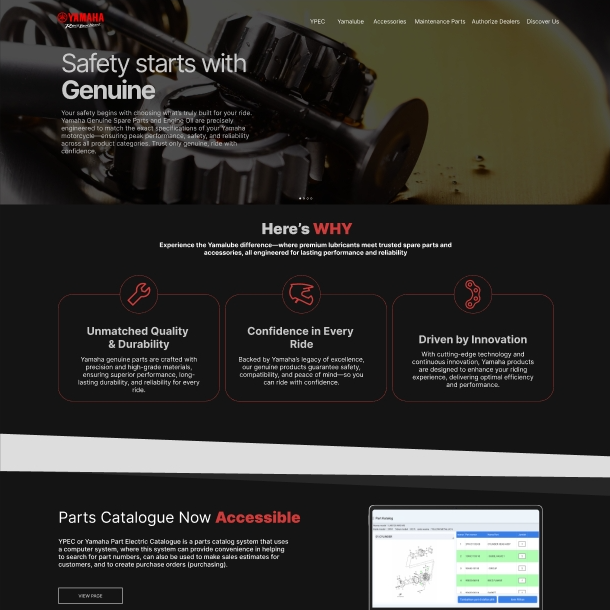 YAMAHA
Revs Your Heart
YPEC Yamalube Accessories Maintenance Parts Authorize Dealers Discover Us
Safety starts with
Genuine
Your safety begins with choosing what's truly built for your ride.
Yamaha Genuine Spare Parts and Engine Oil are precisely
engineered to match the exact specifications of your Yamaha
motorcycle—ensuring peak performance, safety, and reliability
across all product categories. Trust only genuine, ride with
confidence.
Here's WHY
Experience the Yamalube difference—where premium lubricants meet trusted spare parts and
accessories, all engineered for lasting performance and reliability
Unmatched Quality
& Durability
Yamaha genuine parts are crafted with
precision and high-grade materials,
ensuring superior performance, long-
lasting durability, and reliability for every
ride.
Confidence in Every
Ride
Backed by Yamaha's legacy of excellence,
our genuine products guarantee safety,
compatibility, and peace of mind—so you
can ride with confidence.
Driven by Innovation
With cutting-edge technology and
continuous innovation, Yamaha products
are designed to enhance your riding
experience, delivering optimal efficiency
and performance.
Parts Catalogue Now Accessible
YPEC or Yamaha Part Electric Catalogue is a parts catalog system that uses
a computer system, where this system can provide convenience in helping
to search for part numbers, can also be used to make sales estimates for
customers, and to create purchase orders (purchasing).
VIEW PAGE